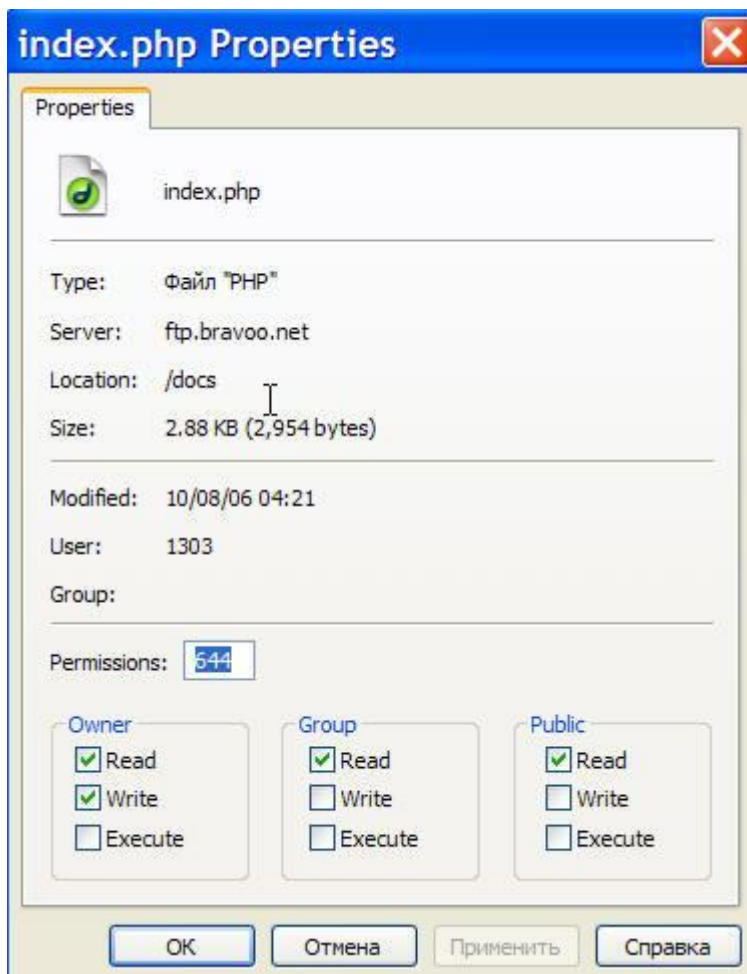 index.php Properties
Properties
index.php
Type: Файл "PHP"
Server: ftp.bravoo.net
Location: /docs
Size: 2.88 KB (2,954 bytes)
Modified: 10/08/06 04:21
User: 1303
Group:
Permissions: 644
Owner Group Public
Read Read Read
Write Write Write
Execute Execute Execute
OK Отмена Применить Справка